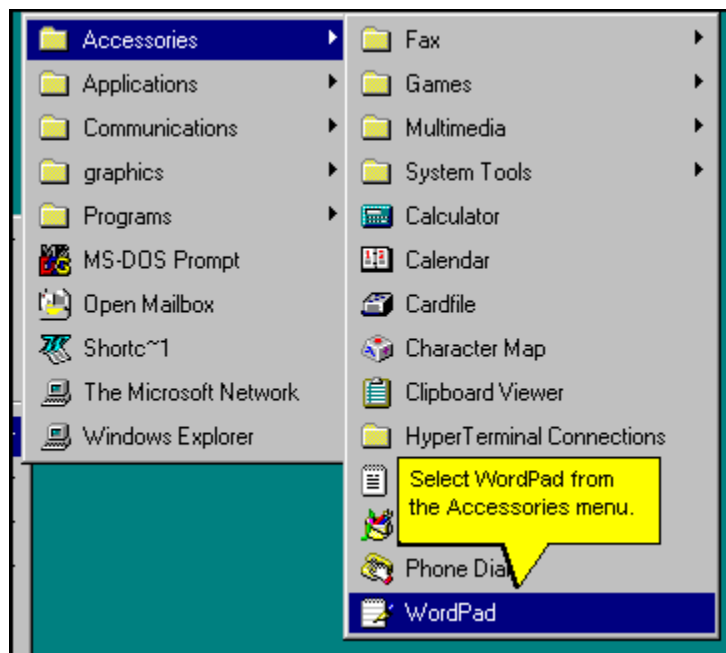 Accessories
Applications
Communications
graphics
Programs
MS-DOS Prompt
Open Mailbox
Shortc~1
The Microsoft Network
Windows Explorer
Fax
Games
Multimedia
System Tools
Calculator
Calendar
Cardfile
Character Map
Clipboard Viewer
HyperTerminal Connections
Select WordPad from
the Accessories menu.
Phone
WordPad